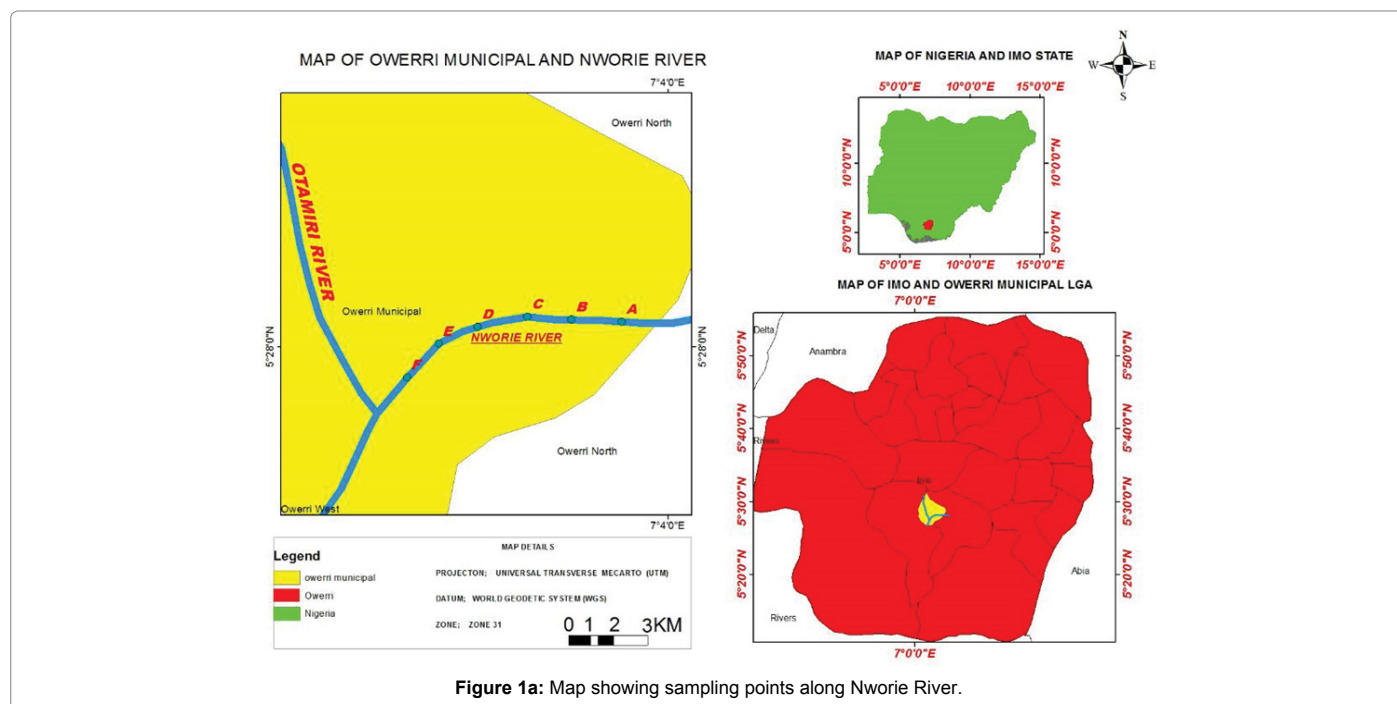 MAP OF OWERRI MUNICIPAL AND NWORIE RIVER
7°4'0"E
Owerri North
OTAMIRI RIVER
Owerri Municipal
A
B
C
D
E
F
NWORIE RIVER
5°28'0"N
5°28'0"N
Owerri North
Owerri West
7°4'0"E
Legend
owerri municipal
Owerri
Nigeria
MAP DETAILS
PROJECTON; UNIVERSAL TRANSVERSE MECARTO (UTM)
DATUM; WORLD GEODETIC SYSTEM (WGS)
ZONE; ZONE 31
0 1 2 3KM
MAP OF NIGERIA AND IMO STATE
N
W E
S
5°0'0"E 10°0'0"E 15°0'0"E
10°0'0"N
10°0'0"N
5°0'0"N
5°0'0"N
5°0'0"E 10°0'0"E 15°0'0"E
MAP OF IMO AND OWERRI MUNICIPAL LGA
7°0'0"E
Delta
Anambra
5°50'0"N
5°50'0"N
5°40'0"N
5°40'0"N
Rivers
5°30'0"N
5°30'0"N
5°20'0"N
5°20'0"N
Abia
Rivers
7°0'0"E
Figure 1a: Map showing sampling points along Nworie River.